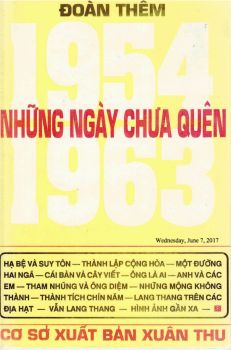 ĐOÀN THÊM
1954
NHỮNG NGÀY CHƯA QUÊN
1963
Wednesday, June 7, 2017
HẠ BỆ VÀ SUY TÔN — THÀNH LẬP CỘNG HÒA — MỘT ĐƯỜNG
HAI NGÃ — CÁI BÀN VÀ CÂY VIẾT — ÔNG LÀ AI — ANH VÀ CÁC
EM — THAM NHŨNG VÀ ÔNG DIỆM — NHỮNG MỘNG KHÔNG
THÀNH — THÀNH TÍCH CHÍN NĂM — LANG THANG TRÊN CÁC
ĐỊA HẠT — VẪN LANG THANG — HÌNH ẢNH GẦN XA —
CƠ SỞ XUẤT BẢN XUÂN THU